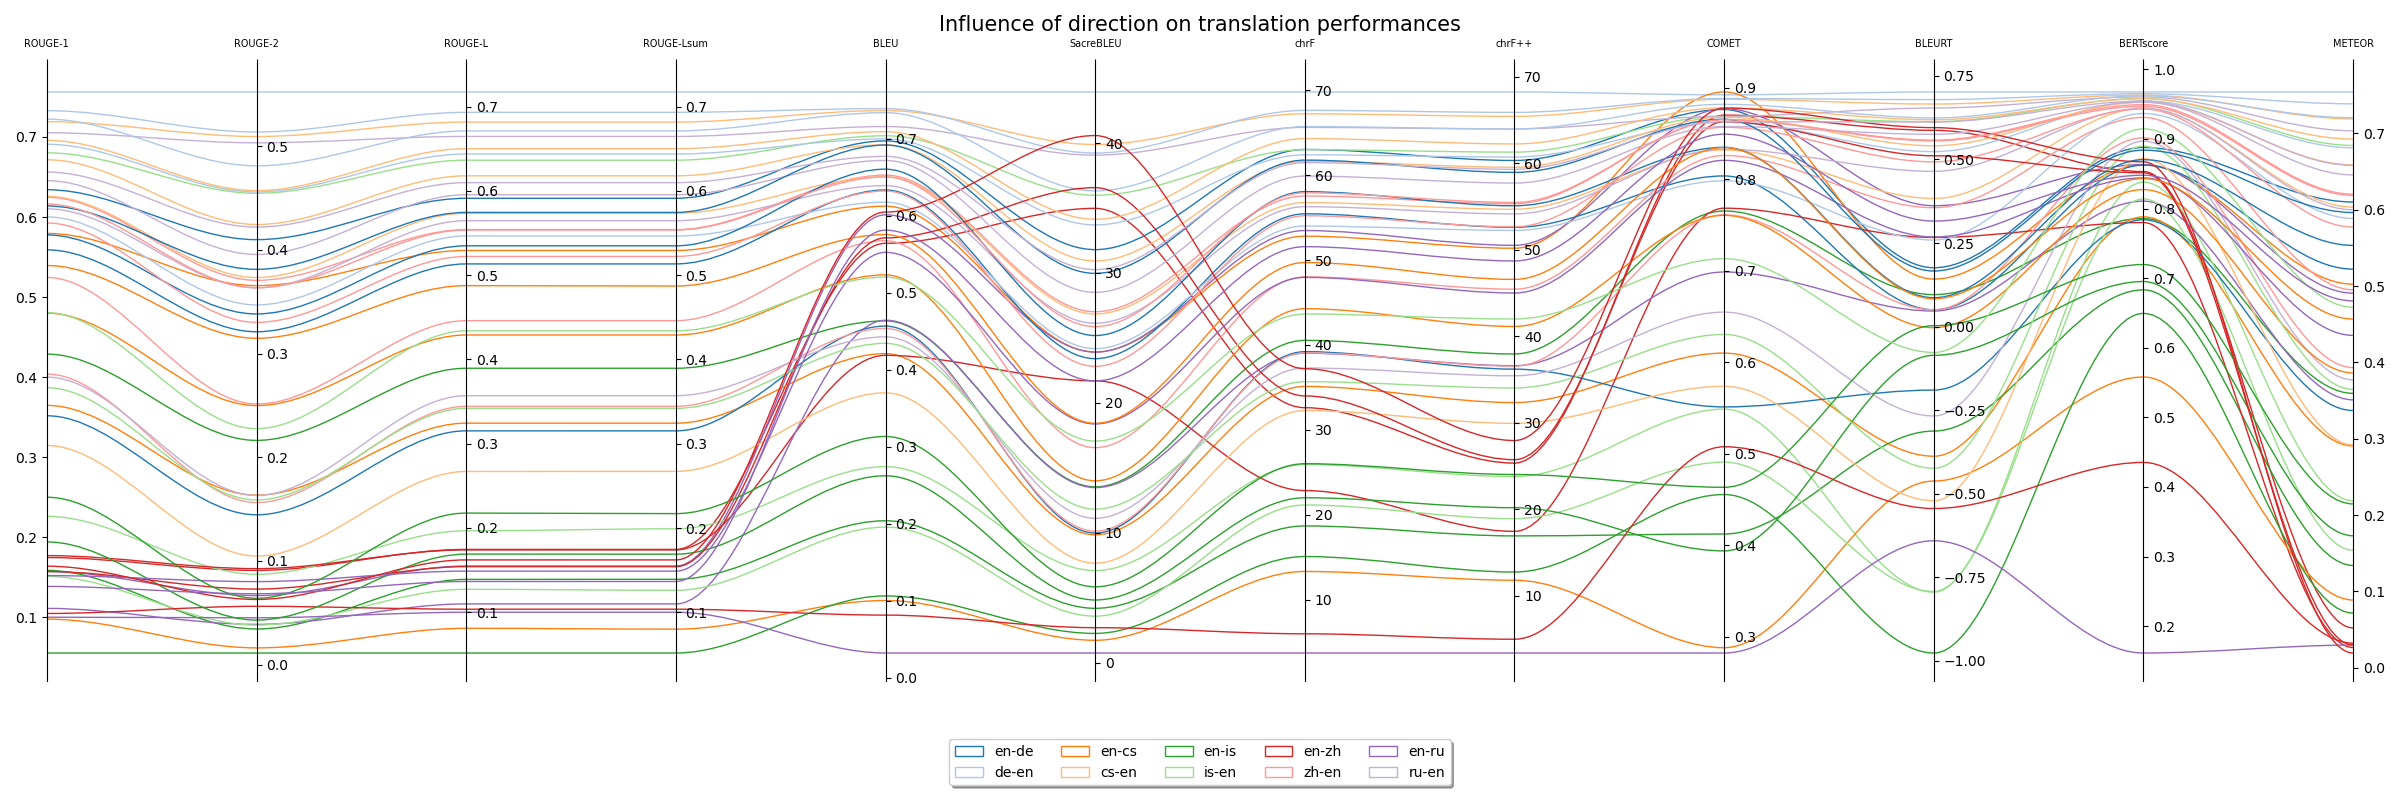 Influence of direction on translation performances
ROUGE-1 ROUGE-2 ROUGE-L ROUGE-Lsum BLEU SacreBLEU chrF chrF++ COMET BLEURT BERTscore METEOR
0.7 0.6 0.5 0.4 0.3 0.2 0.1
0.5 0.4 0.3 0.2 0.1 0.0
0.7 0.6 0.5 0.4 0.3 0.2 0.1
0.7 0.6 0.5 0.4 0.3 0.2 0.1
0.7 0.6 0.5 0.4 0.3 0.2 0.1 0.0
40 30 20 10 0
70 60 50 40 30 20 10
70 60 50 40 30 20 10
0.9 0.8 0.7 0.6 0.5 0.4 0.3
0.75 0.50 0.25 0.00 −0.25 −0.50 −0.75 −1.00
1.0 0.9 0.8 0.7 0.6 0.5 0.4 0.3 0.2
0.7 0.6 0.5 0.4 0.3 0.2 0.1 0.0
en-de en-cs en-is en-zh en-ru
de-en cs-en is-en zh-en ru-en